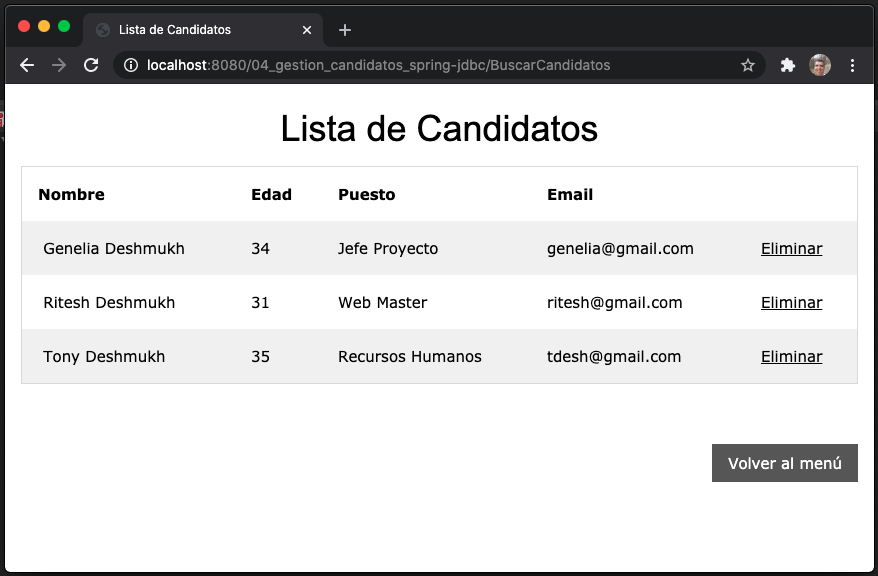 Lista de Candidatos
localhost:8080/04_gestion_candidatos_spring-jdbc/BuscarCandidatos
Lista de Candidatos
Nombre Edad Puesto Email
Genelia Deshmukh 34 Jefe Proyecto genelia@gmail.com Eliminar
Ritesh Deshmukh 31 Web Master ritesh@gmail.com Eliminar
Tony Deshmukh 35 Recursos Humanos tdesh@gmail.com Eliminar
Volver al menú